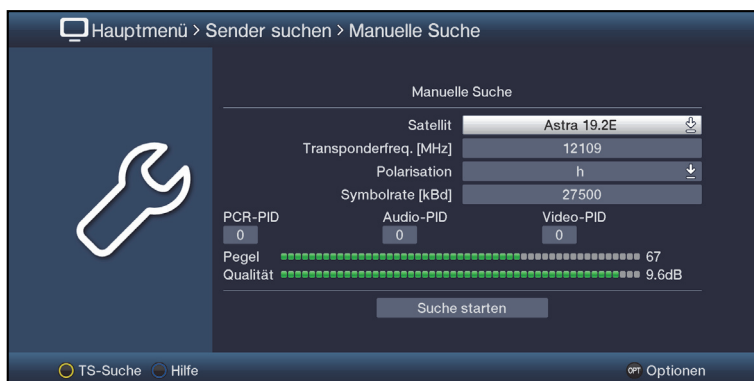 Hauptmenü > Sender suchen > Manuelle Suche
Manuelle Suche
Satellit Astra 19.2E
Transponderfreq. [MHz] 12109
Polarisation h
Symbolrate [kBd] 27500
PCR-PID Audio-PID Video-PID
0 0 0
Pegel 67
Qualität 9.6dB
Suche starten
TS-Suche Hilfe OPT Optionen